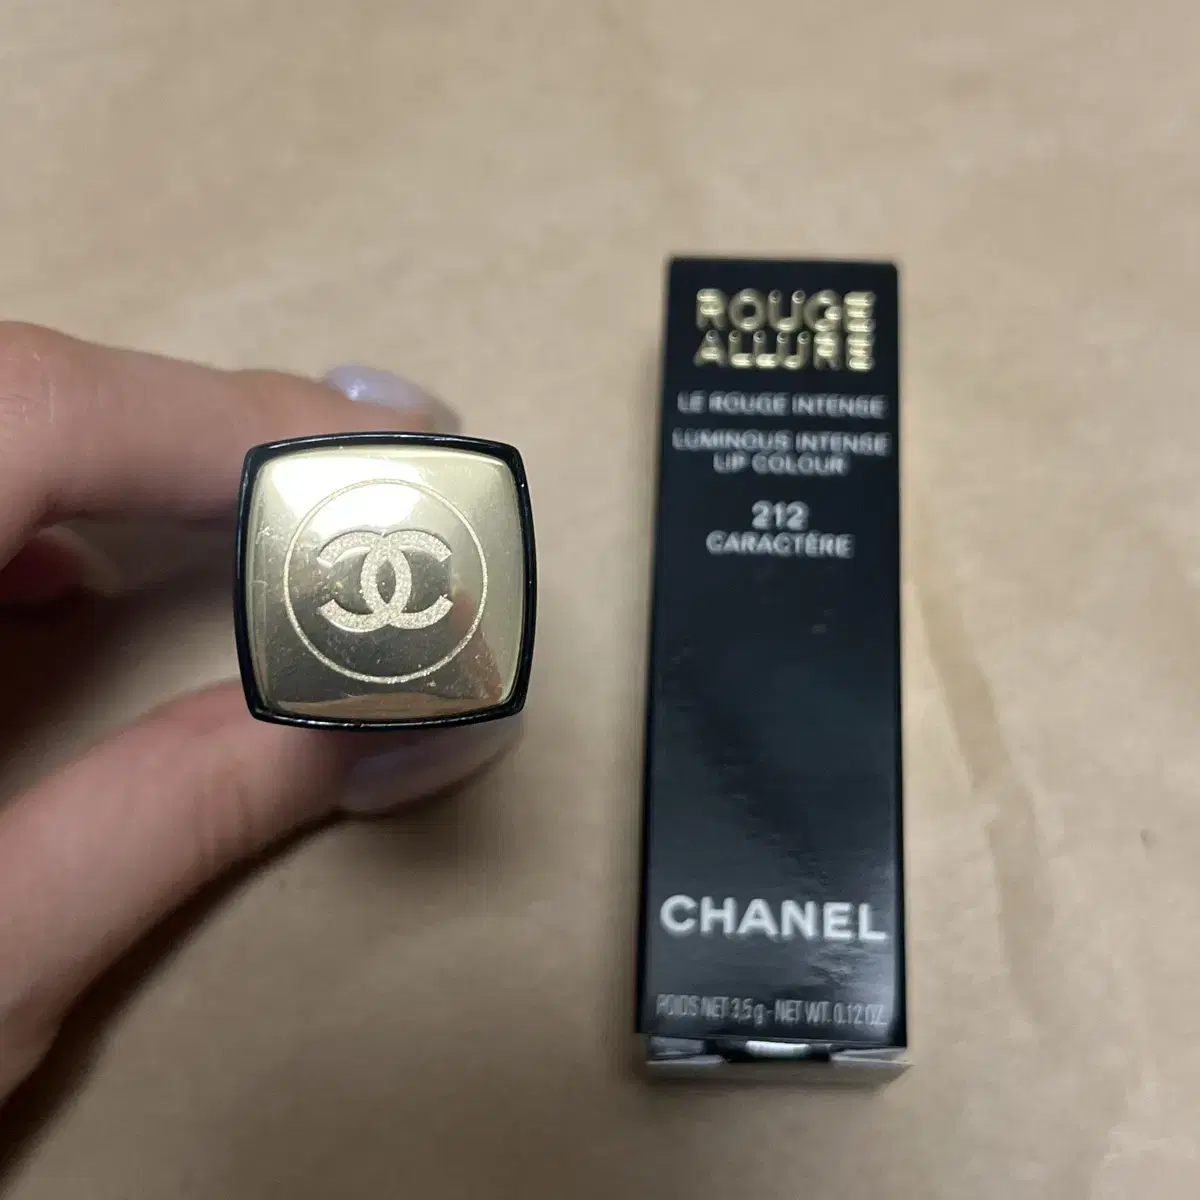 ROUGE
ALLURE
LE ROUGE INTENSE
LUMINOUS INTENSE
LIP COLOUR
212
CARACTÈRE
CHANEL
POIDS NET 3,5 g - NET WT. 0.12 OZ.